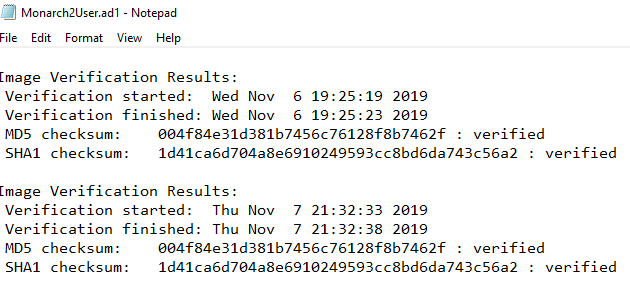 Monarch2User.ad1 - Notepad
File Edit Format View Help
Image Verification Results:
Verification started: Wed Nov 6 19:25:19 2019
Verification finished: Wed Nov 6 19:25:23 2019
MD5 checksum: 004f84e31d381b7456c76128f8b7462f : verified
SHA1 checksum: 1d41ca6d704a8e6910249593cc8bd6da743c56a2 : verified
Image Verification Results:
Verification started: Thu Nov 7 21:32:33 2019
Verification finished: Thu Nov 7 21:32:38 2019
MD5 checksum: 004f84e31d381b7456c76128f8b7462f : verified
SHA1 checksum: 1d41ca6d704a8e6910249593cc8bd6da743c56a2 : verified